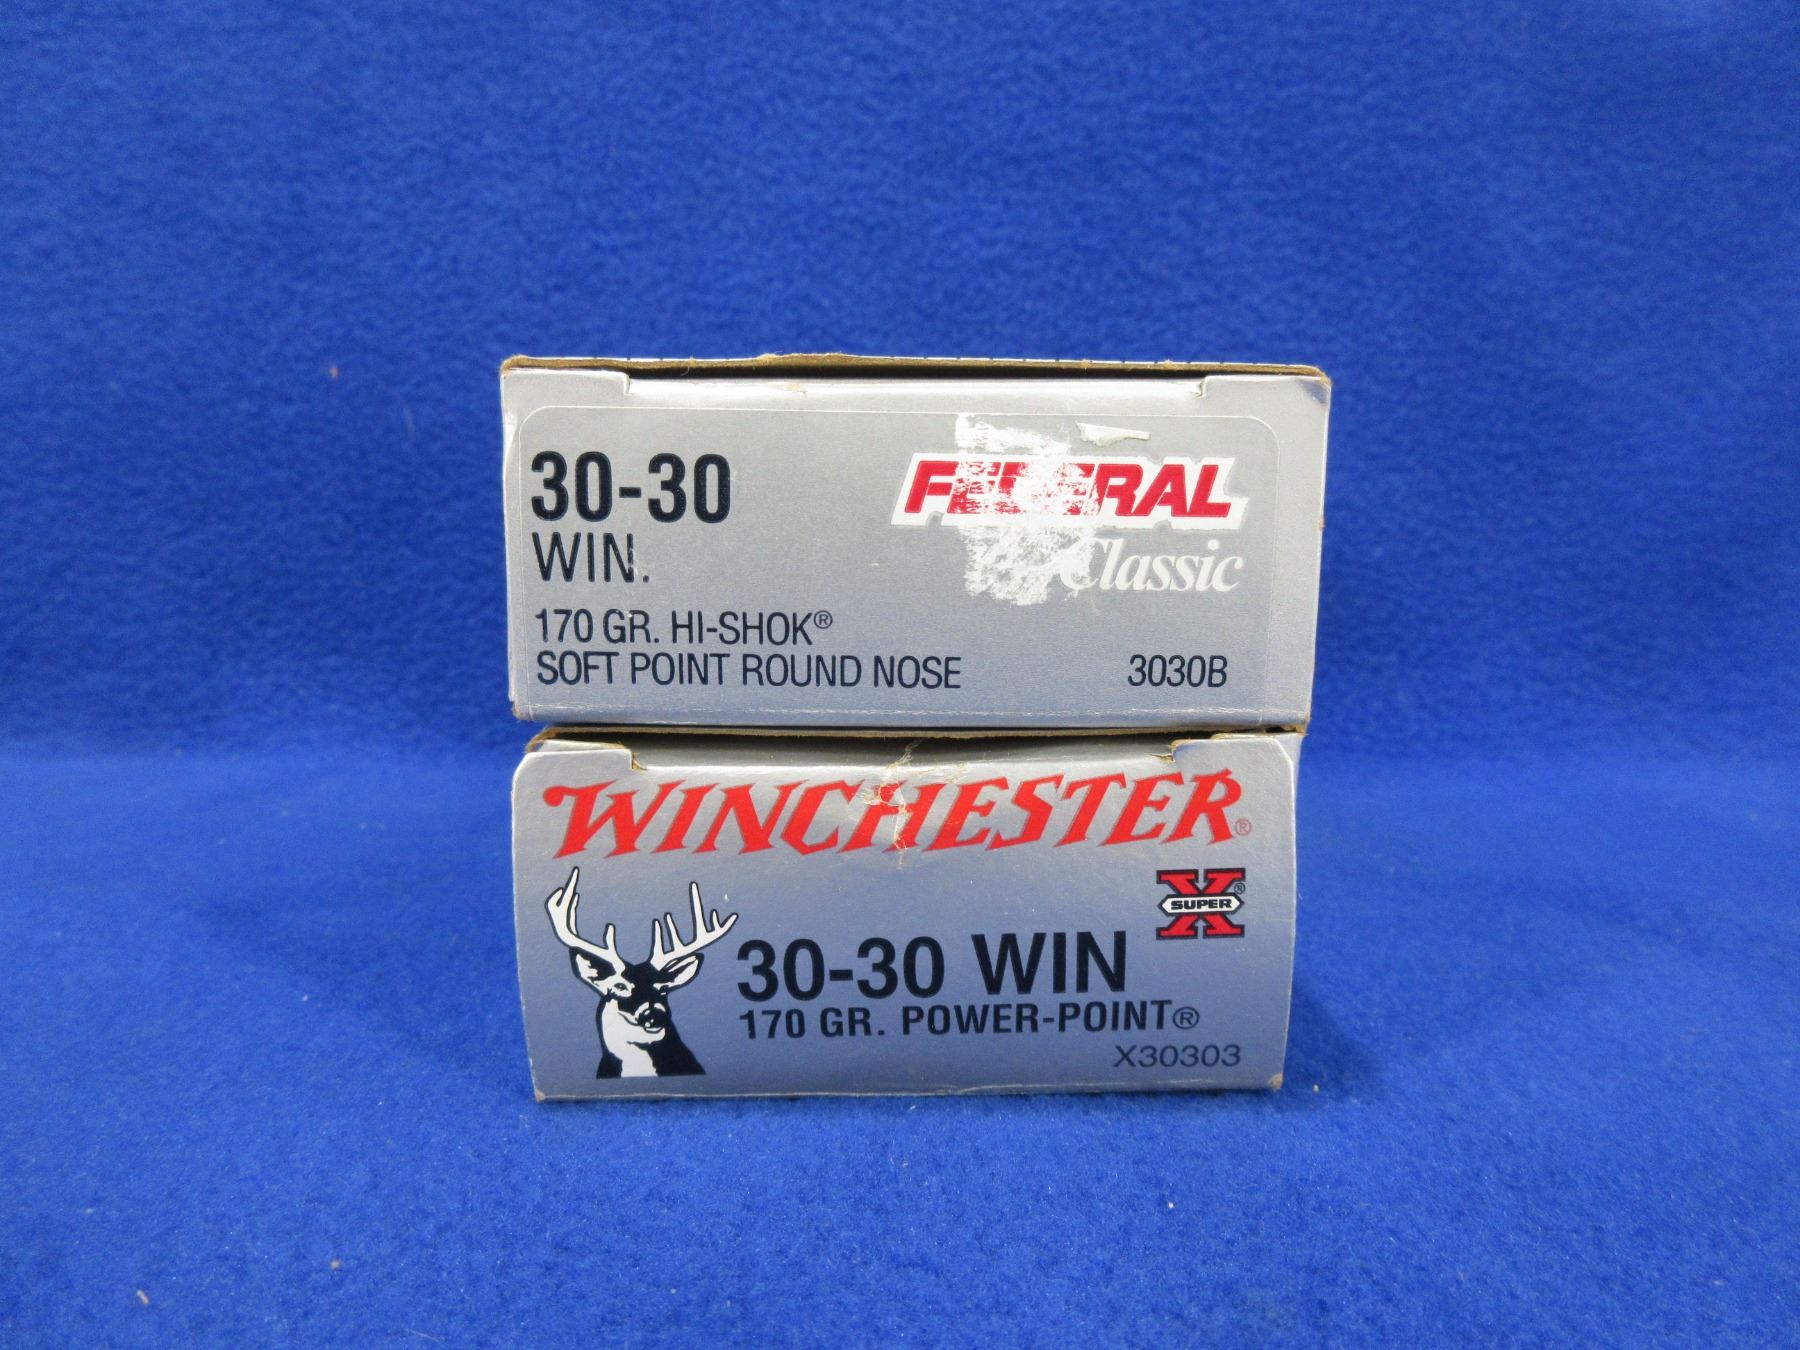 30-30
WIN.
170 GR. HI-SHOK®
SOFT POINT ROUND NOSE
FEDERAL
Classic
3030B
WINCHESTER®
X®
SUPER
30-30 WIN
170 GR. POWER-POINT®
X30303